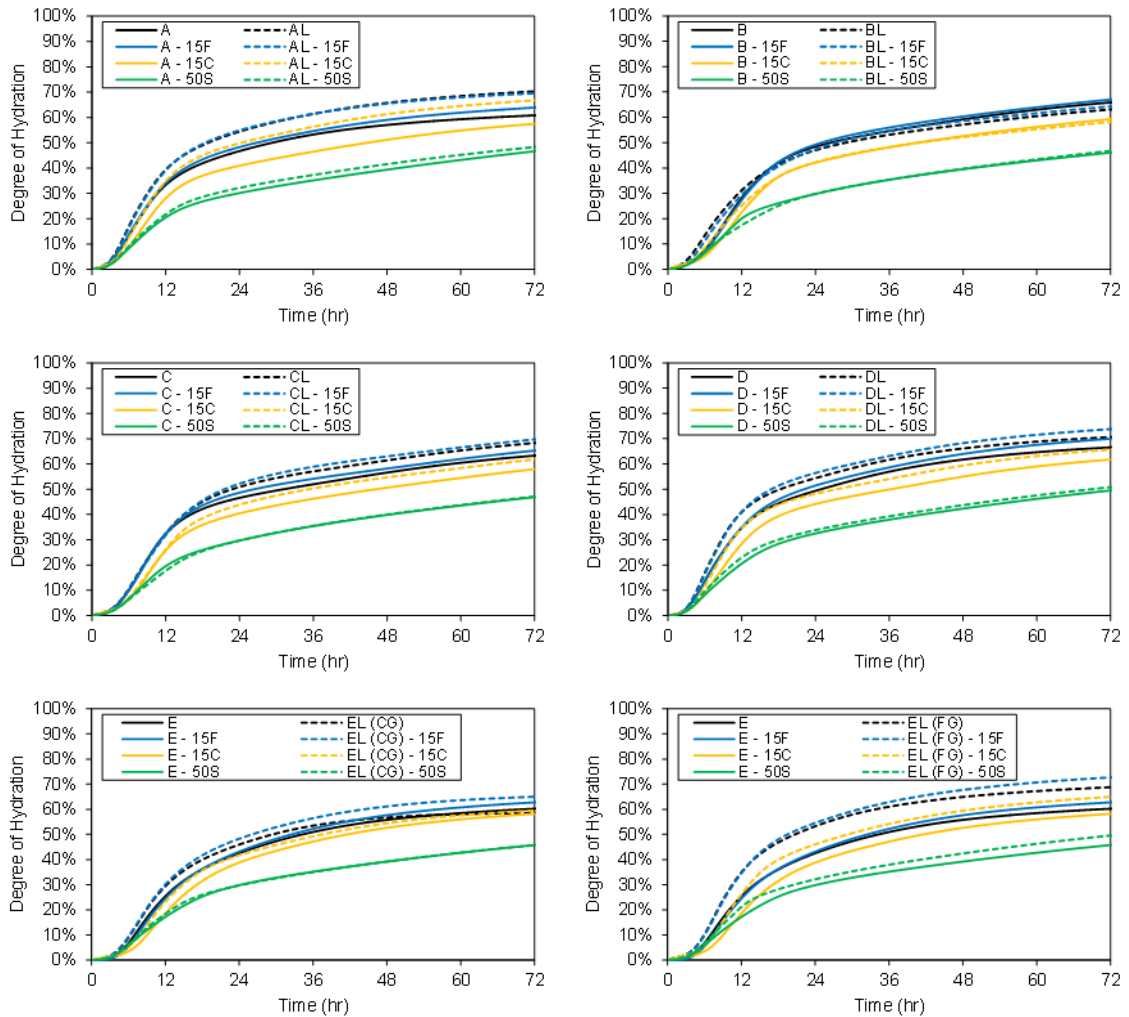 100%
90%
80%
70%
60%
50%
40%
30%
20%
10%
0%
Degree of Hydration
A AL
A - 15F AL - 15F
A - 15C AL - 15C
A - 50S AL - 50S
0 12 24 36 48 60 72
Time (hr)
100%
90%
80%
70%
60%
50%
40%
30%
20%
10%
0%
Degree of Hydration
B BL
B - 15F BL - 15F
B - 15C BL - 15C
B - 50S BL - 50S
0 12 24 36 48 60 72
Time (hr)
100%
90%
80%
70%
60%
50%
40%
30%
20%
10%
0%
Degree of Hydration
C CL
C - 15F CL - 15F
C - 15C CL - 15C
C - 50S CL - 50S
0 12 24 36 48 60 72
Time (hr)
100%
90%
80%
70%
60%
50%
40%
30%
20%
10%
0%
Degree of Hydration
D DL
D - 15F DL - 15F
D - 15C DL - 15C
D - 50S DL - 50S
0 12 24 36 48 60 72
Time (hr)
100%
90%
80%
70%
60%
50%
40%
30%
20%
10%
0%
Degree of Hydration
E EL (CG)
E - 15F EL (CG) - 15F
E - 15C EL (CG) - 15C
E - 50S EL (CG) - 50S
0 12 24 36 48 60 72
Time (hr)
100%
90%
80%
70%
60%
50%
40%
30%
20%
10%
0%
Degree of Hydration
E EL (FG)
E - 15F EL (FG) - 15F
E - 15C EL (FG) - 15C
E - 50S EL (FG) - 50S
0 12 24 36 48 60 72
Time (hr)